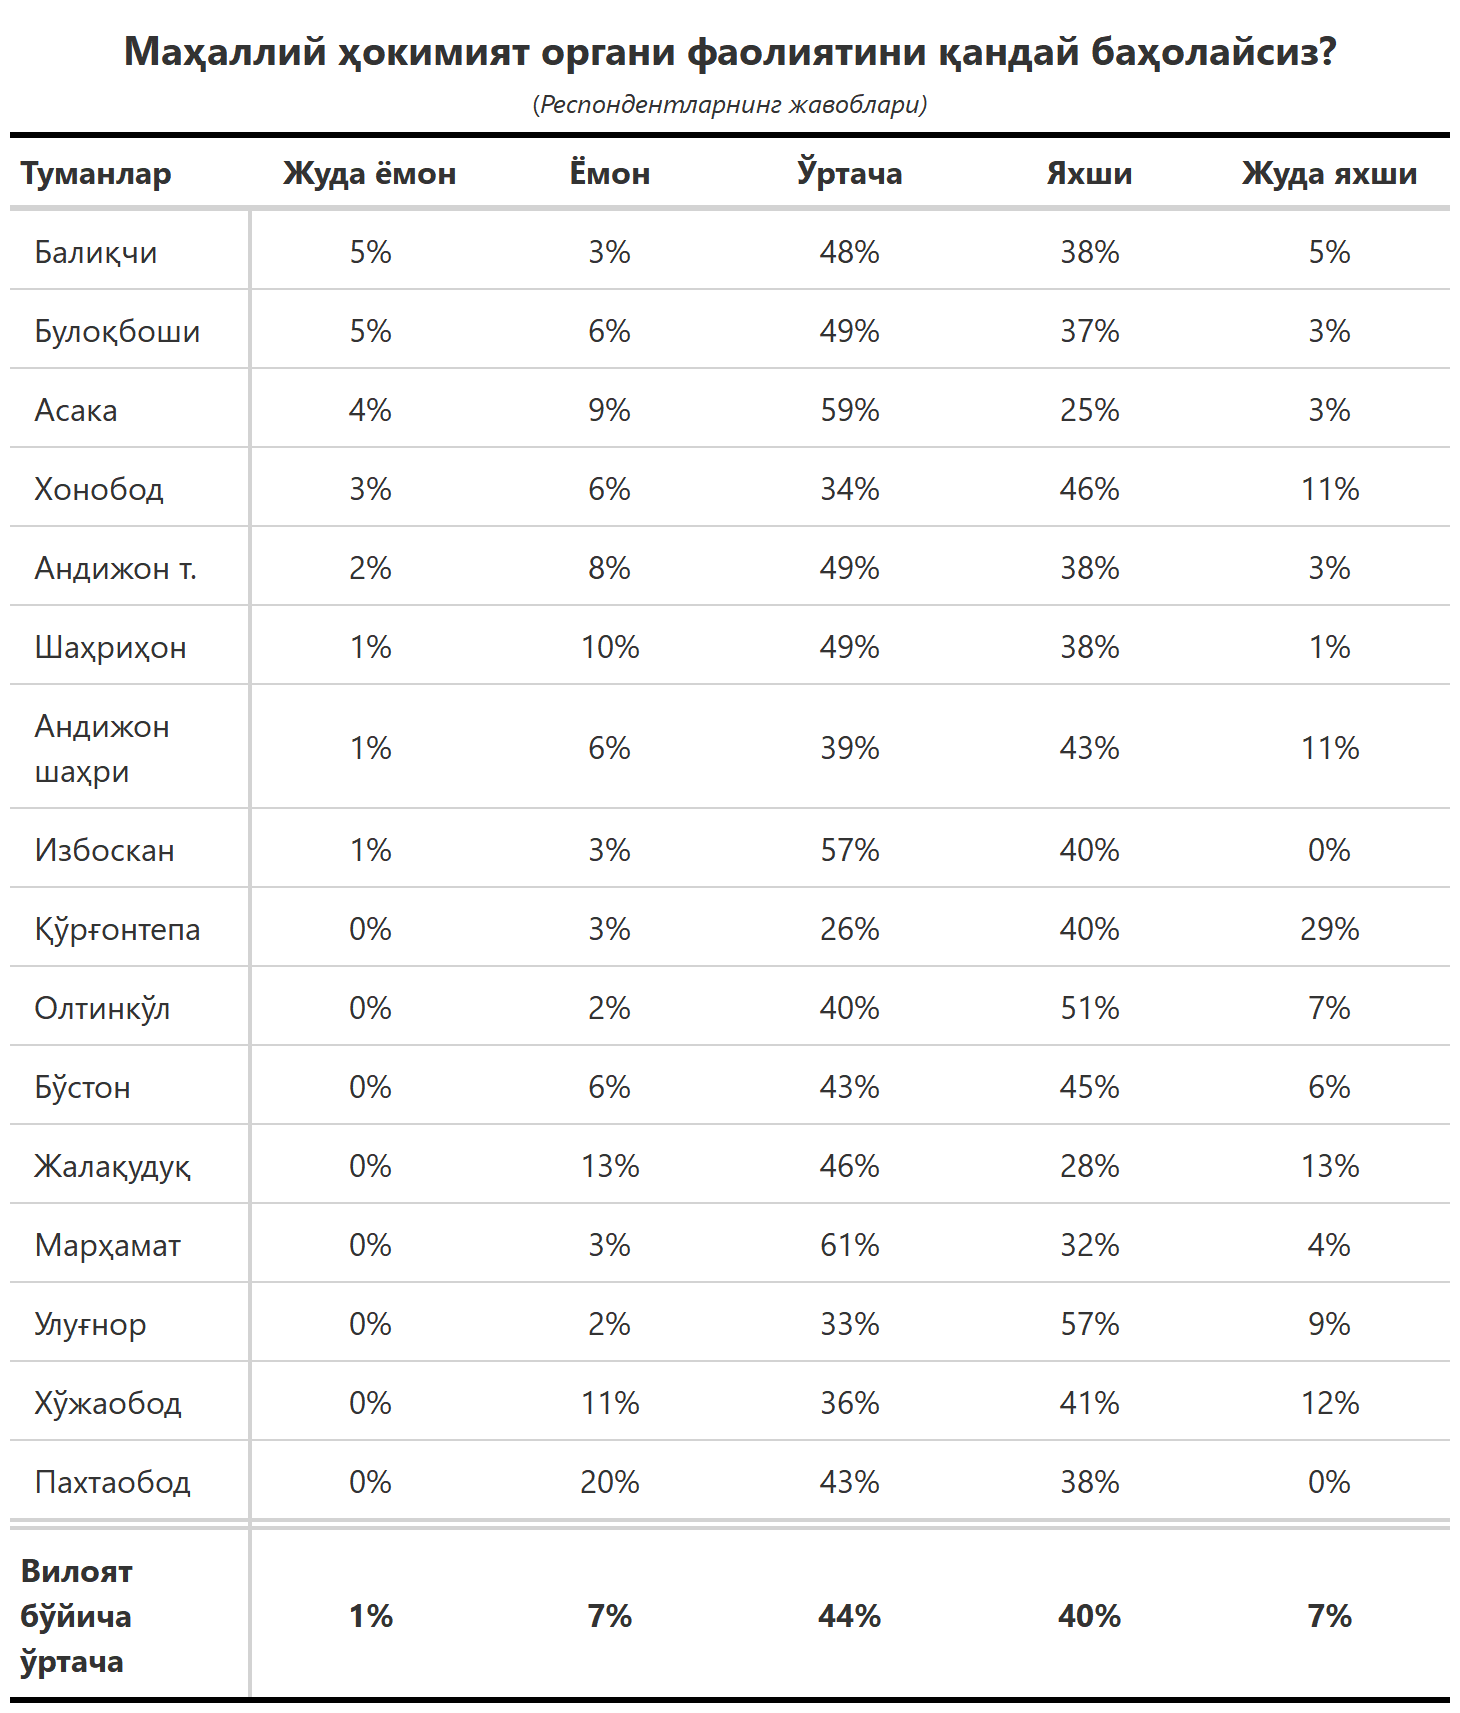 Маҳаллий ҳокимият органи фаолиятини қандай баҳолайсиз?
(Респондентларнинг жавоблари)
Туманлар Жуда ёмон Ёмон Ўртача Яхши Жуда яхши
Балиқчи 5% 3% 48% 38% 5%
Булоқбоши 5% 6% 49% 37% 3%
Асака 4% 9% 59% 25% 3%
Хонобод 3% 6% 34% 46% 11%
Андижон т. 2% 8% 49% 38% 3%
Шаҳриҳон 1% 10% 49% 38% 1%
Андижон
шаҳри 1% 6% 39% 43% 11%
Избоскан 1% 3% 57% 40% 0%
Қўрғонтепа 0% 3% 26% 40% 29%
Олтинкўл 0% 2% 40% 51% 7%
Бўстон 0% 6% 43% 45% 6%
Жалақудуқ 0% 13% 46% 28% 13%
Марҳамат 0% 3% 61% 32% 4%
Улуғнор 0% 2% 33% 57% 9%
Хўжаобод 0% 11% 36% 41% 12%
Пахтаобод 0% 20% 43% 38% 0%
Вилоят
бўйича 1% 7% 44% 40% 7%
ўртача